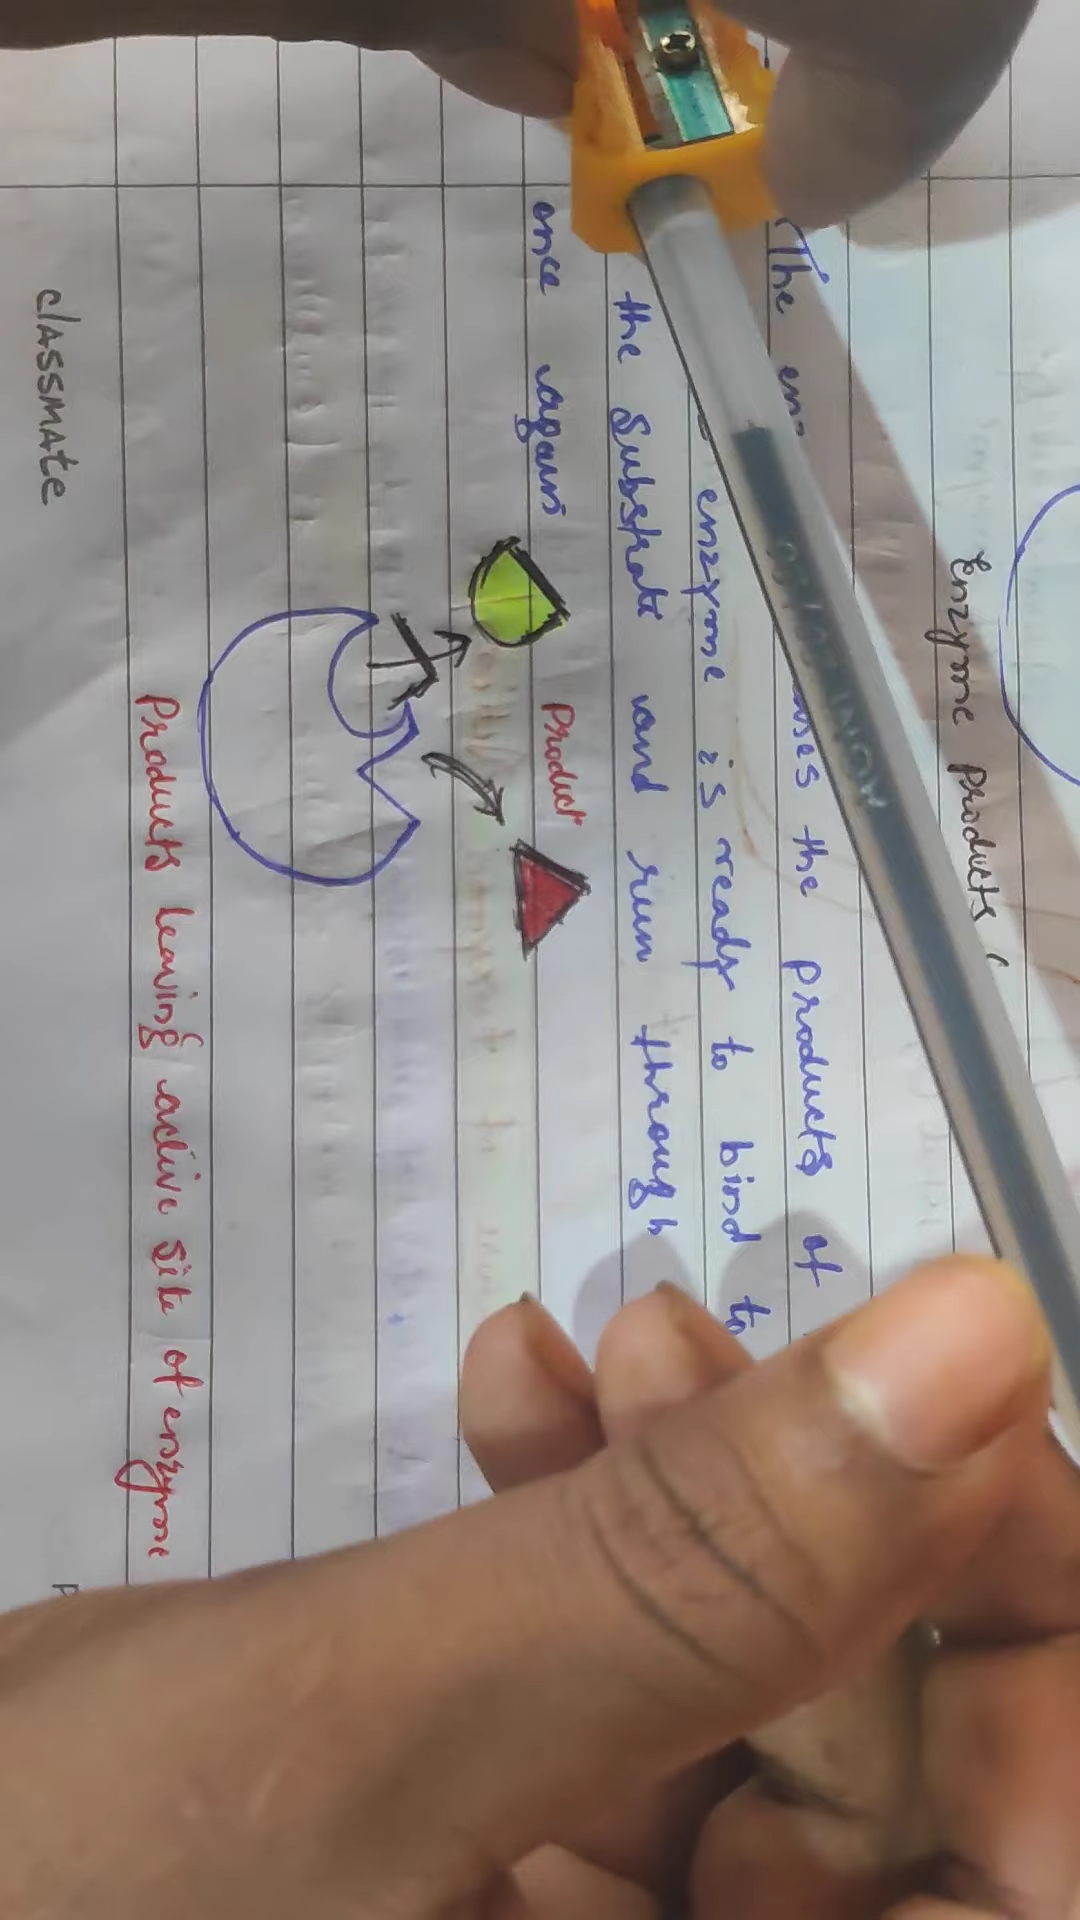 Enzyme products (
The enz ses the products of
enzyme is ready to bind to
the substrate and run through
once again
Product
Products leaving active site of enzyme
classmate